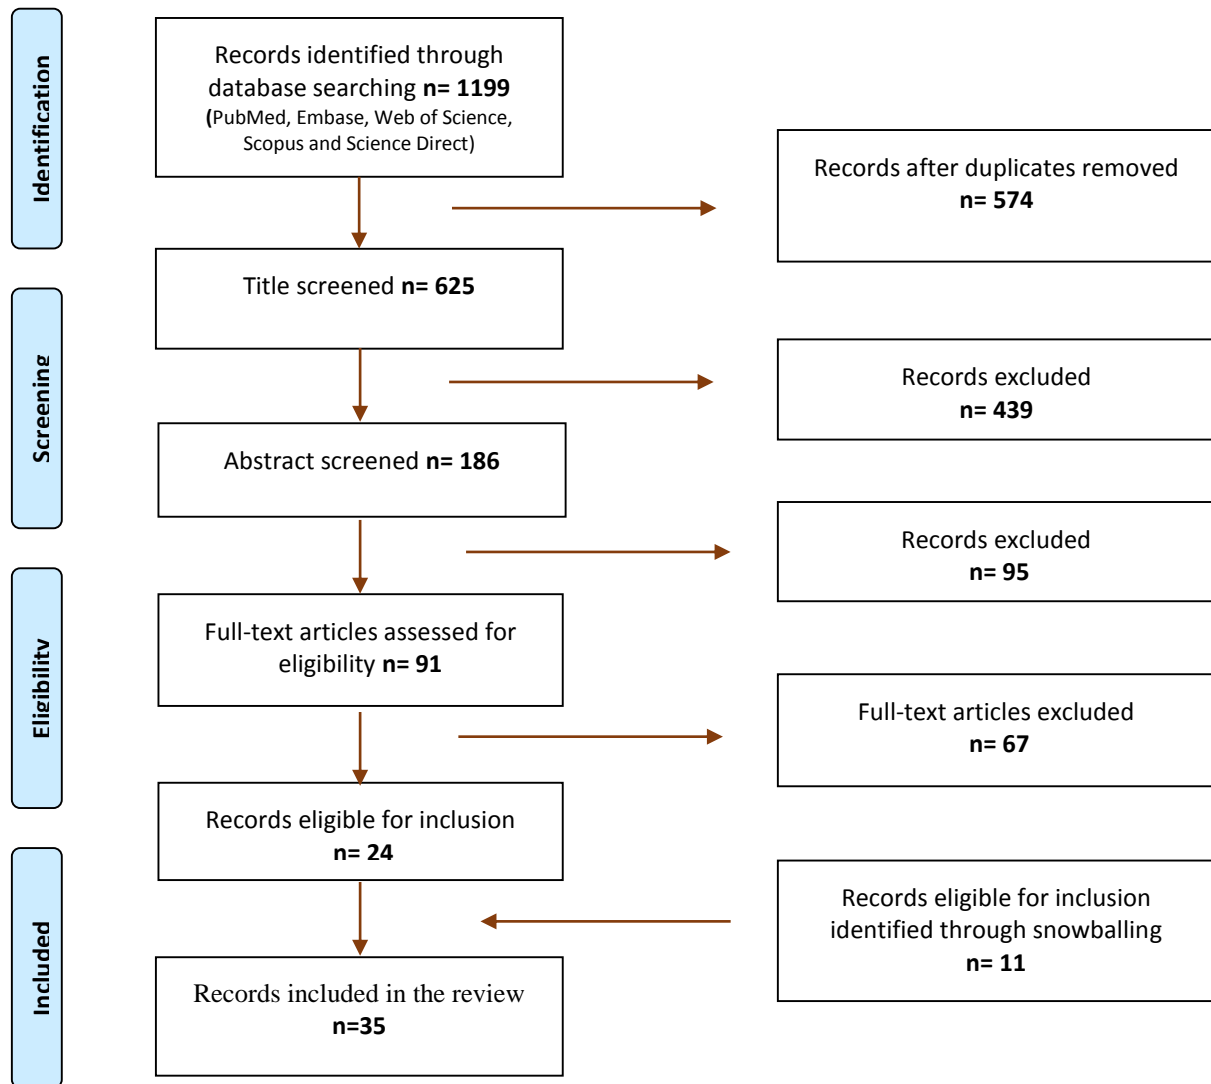 Identification
Records identified through
database searching n= 1199
(PubMed, Embase, Web of Science,
Scopus and Science Direct)
Records after duplicates removed
n= 574
Title screened n= 625
Screening
Records excluded
n= 439
Abstract screened n= 186
Records excluded
n= 95
Eligibility
Full-text articles assessed for
eligibility n= 91
Full-text articles excluded
n= 67
Records eligible for inclusion
n= 24
Included
Records eligible for inclusion
identified through snowballing
n= 11
Records included in the review
n=35